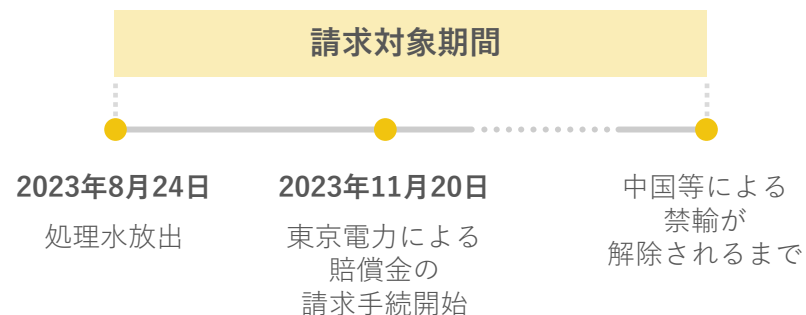 請求対象期間
2023年8月24日
処理水放出
2023年11月20日
東京電力による
賠償金の
請求手続開始
中国等による
禁輸が
解除されるまで